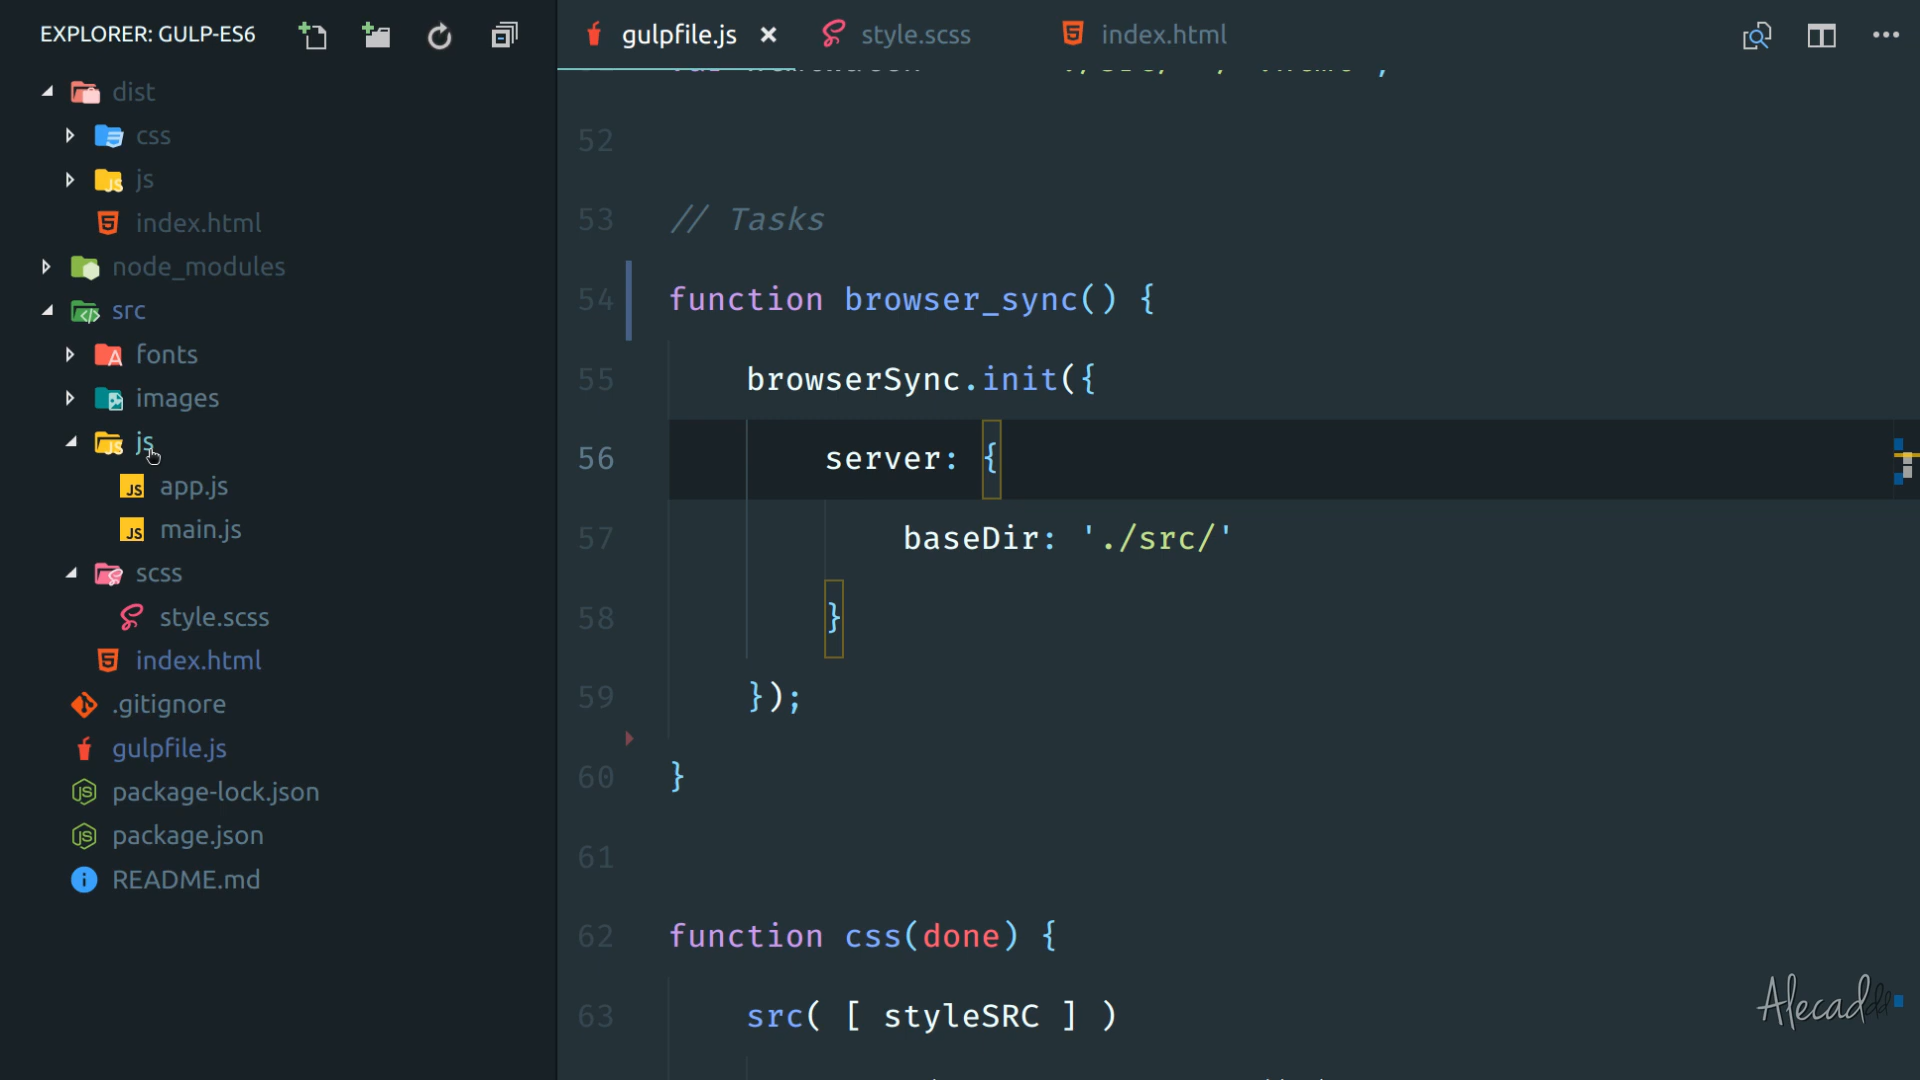 EXPLORER: GULP-ES6
dist
css
js
index.html
node_modules
src
fonts
images
js
app.js
main.js
scss
style.scss
index.html
.gitignore
gulpfile.js
package-lock.json
package.json
README.md
gulpfile.js style.scss index.html
52
53 // Tasks
54 function browser_sync() {
55 browserSync.init({
56 server: {
57 baseDir: './src/'
58 }
59 });
60 }
61
62 function css(done) {
63 src( [ styleSRC ] )
Alecaddd